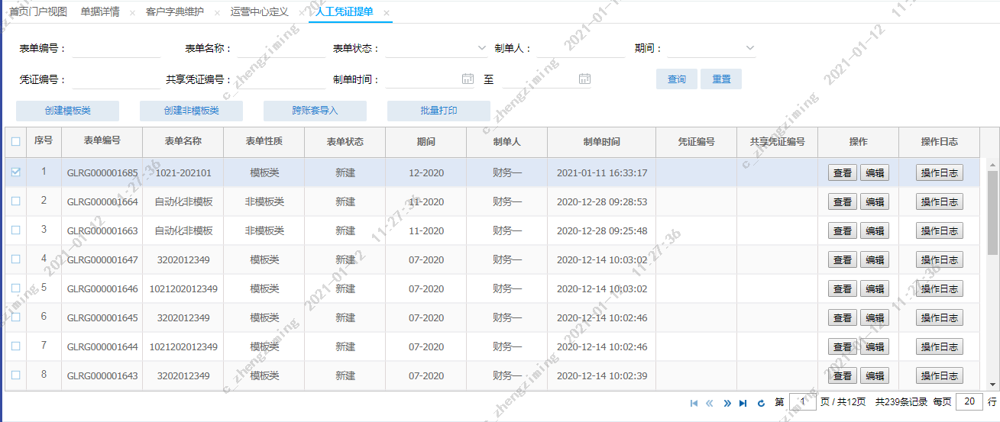 首页门户视图 单据详情 × 客户字典维护 × 运营中心定义 × 人工凭证提单 ×
表单编号： 表单名称： 表单状态： 制单人： 期间：
凭证编号： 共享凭证编号： 制单时间： 至 查询 重置
创建模板类 创建非模板类 跨账套导入 批量打印
序号 表单编号 表单名称 表单性质 表单状态 期间 制单人 制单时间 凭证编号 共享凭证编号 操作 操作日志
1 GLRG000001685 1021-202101 模板类 新建 12-2020 财务一 2021-01-11 16:33:17 查看 编辑 操作日志
2 GLRG000001664 自动化非模板 非模板类 新建 11-2020 财务一 2020-12-28 09:28:53 查看 编辑 操作日志
3 GLRG000001663 自动化非模板 非模板类 新建 11-2020 财务一 2020-12-28 09:25:48 查看 编辑 操作日志
4 GLRG000001647 3202012349 模板类 新建 07-2020 财务一 2020-12-14 10:03:02 查看 编辑 操作日志
5 GLRG000001646 1021202012349 模板类 新建 07-2020 财务一 2020-12-14 10:03:02 查看 编辑 操作日志
6 GLRG000001645 3202012349 模板类 新建 07-2020 财务一 2020-12-14 10:02:46 查看 编辑 操作日志
7 GLRG000001644 1021202012349 模板类 新建 07-2020 财务一 2020-12-14 10:02:46 查看 编辑 操作日志
8 GLRG000001643 3202012349 模板类 新建 07-2020 财务一 2020-12-14 10:02:39 查看 编辑 操作日志
第 1 页 / 共12页 共239条记录 每页 20 行
c_zhengziming 2021-01-12 11-27-36